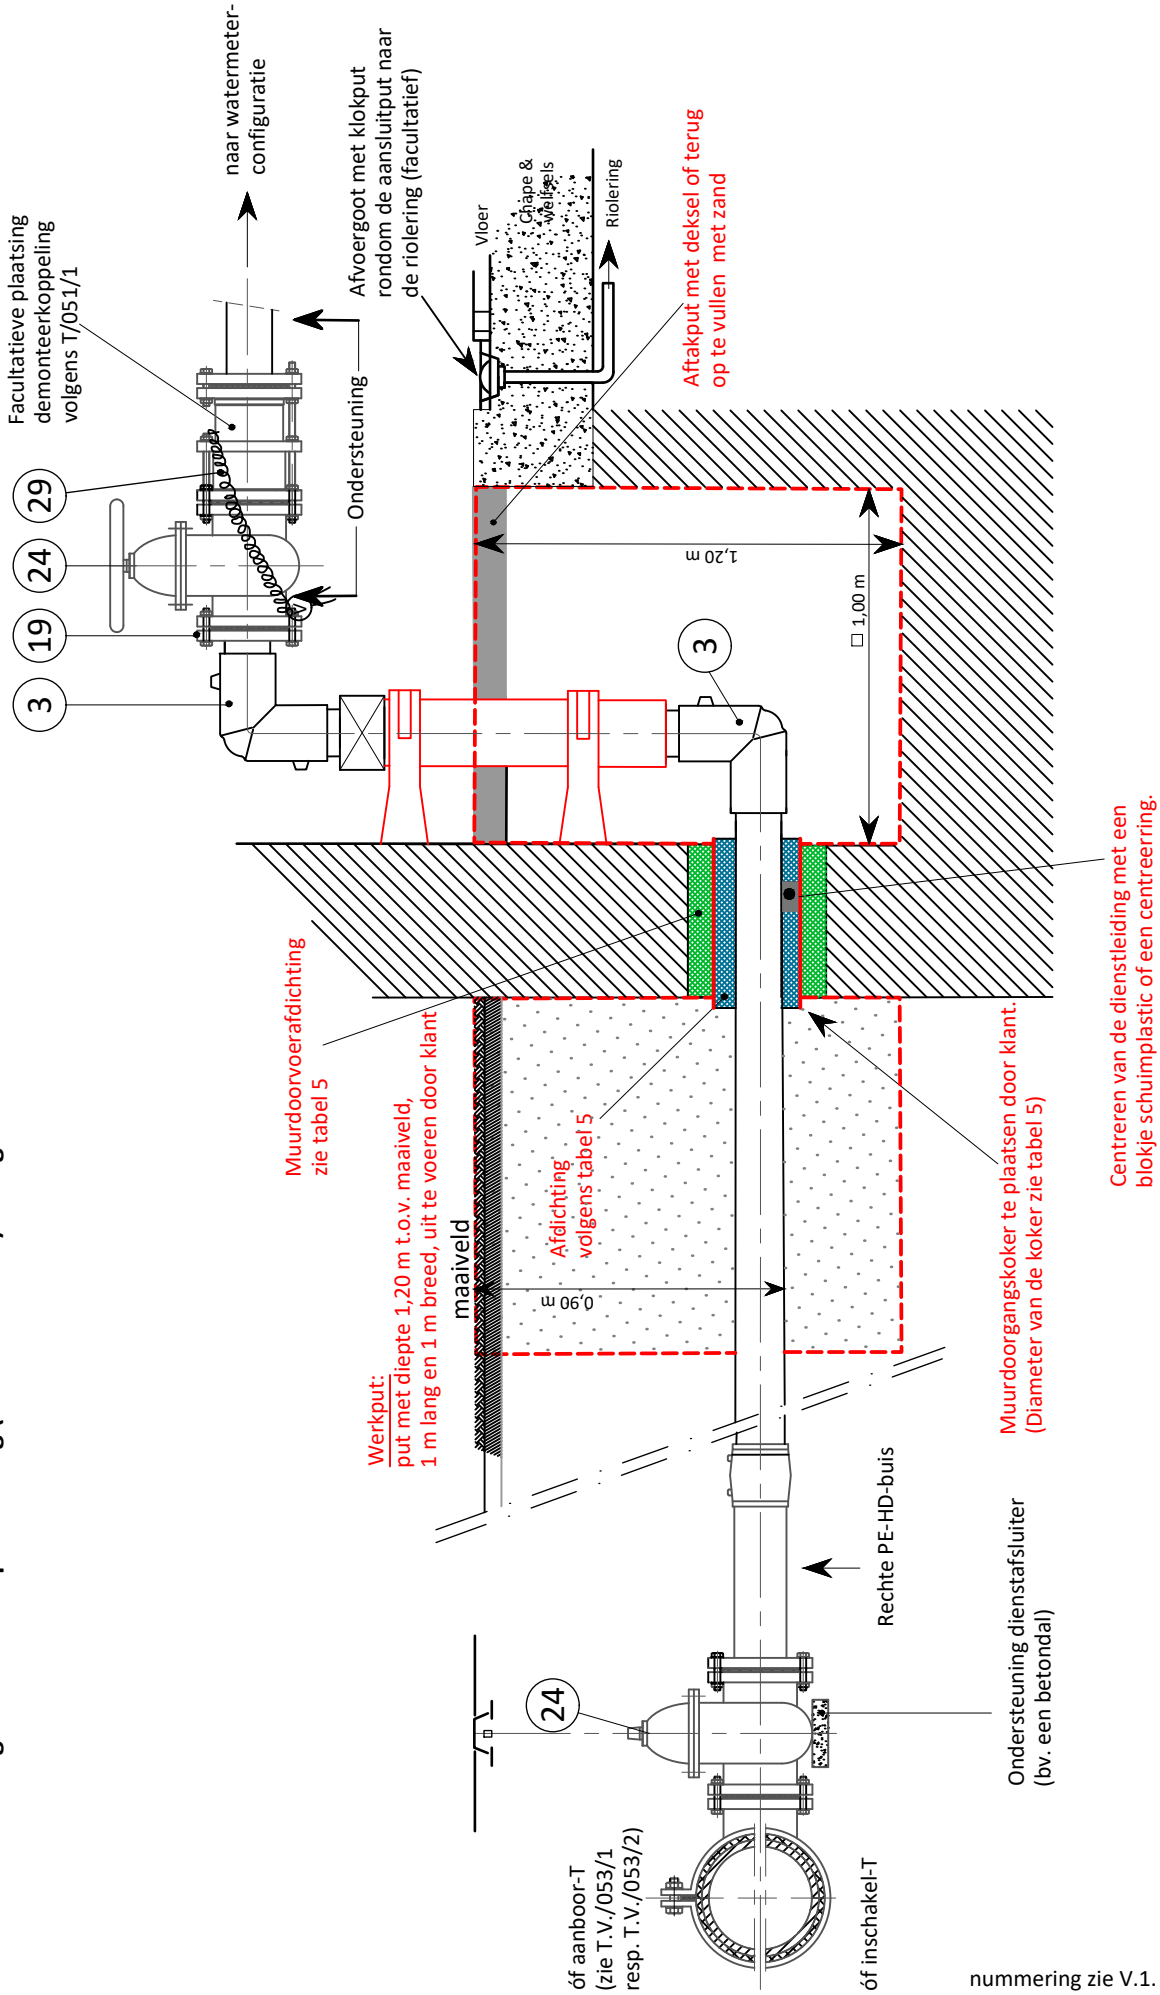 Facultatieve plaatsing
demonteerkoppeling
volgens T/051/1
naar watermeter-
configuratie
3
19
24
29
Ondersteuning
Afvoergoot met klokput
rondom de aansluitput naar
de riolering (facultatief)
Vloer
Chape &
welfsels
Riolering
Aftakput met deksel of terug
op te vullen met zand
1,20 m
□ 1,00 m
3
Muurdoorvoerafdichting
zie tabel 5
Werkput:
put met diepte 1,20 m t.o.v. maaiveld,
1 m lang en 1 m breed, uit te voeren door klant
maaiveld
Afdichting
volgens tabel 5
0,90 m
Centreren van de dienstleiding met een
blokje schuimplastic of een centreerring.
Muurdoorgangskoker te plaatsen door klant.
(Diameter van de koker zie tabel 5)
24
Rechte PE-HD-buis
Ondersteuning dienstafsluiter
(bv. een betondal)
óf aanboor-T
(zie T.V./053/1
resp. T.V./053/2)
óf inschakel-T
nummering zie V.1.